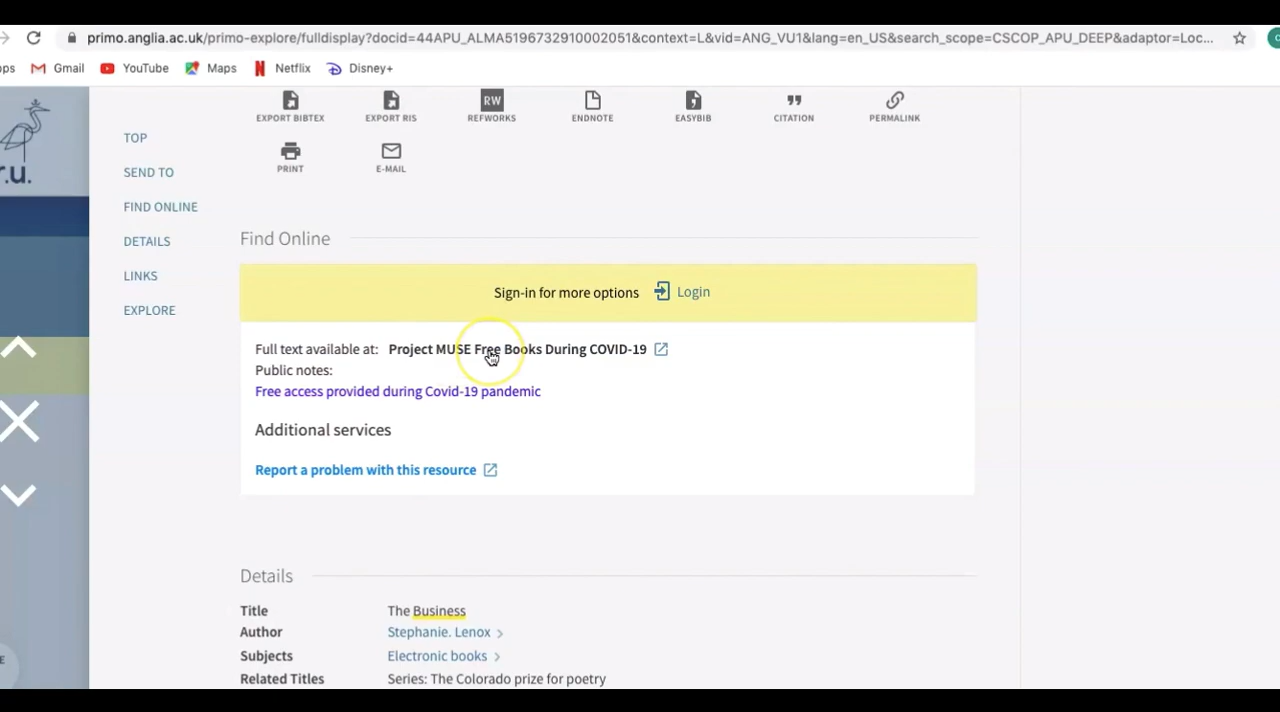 primo.anglia.ac.uk/primo-explore/fulldisplay?docid=44APU_ALMA5196732910002051&context=L&vid=ANG_VU1&lang=en_US&search_scope=CSCOP_APU_DEEP&adaptor=Loc...
ps Gmail YouTube Maps Netflix Disney+
EXPORT BIBTEX EXPORT RIS REFWORKS ENDNOTE EASYBIB CITATION PERMALINK
RW
PRINT E-MAIL
r.u.
TOP
SEND TO
FIND ONLINE
DETAILS
LINKS
EXPLORE
Find Online
Sign-in for more options Login
Full text available at: Project MUSE Free Books During COVID-19
Public notes:
Free access provided during Covid-19 pandemic
Additional services
Report a problem with this resource
Details
Title The Business
Author Stephanie. Lenox
Subjects Electronic books
E
Related Titles Series: The Colorado prize for poetry